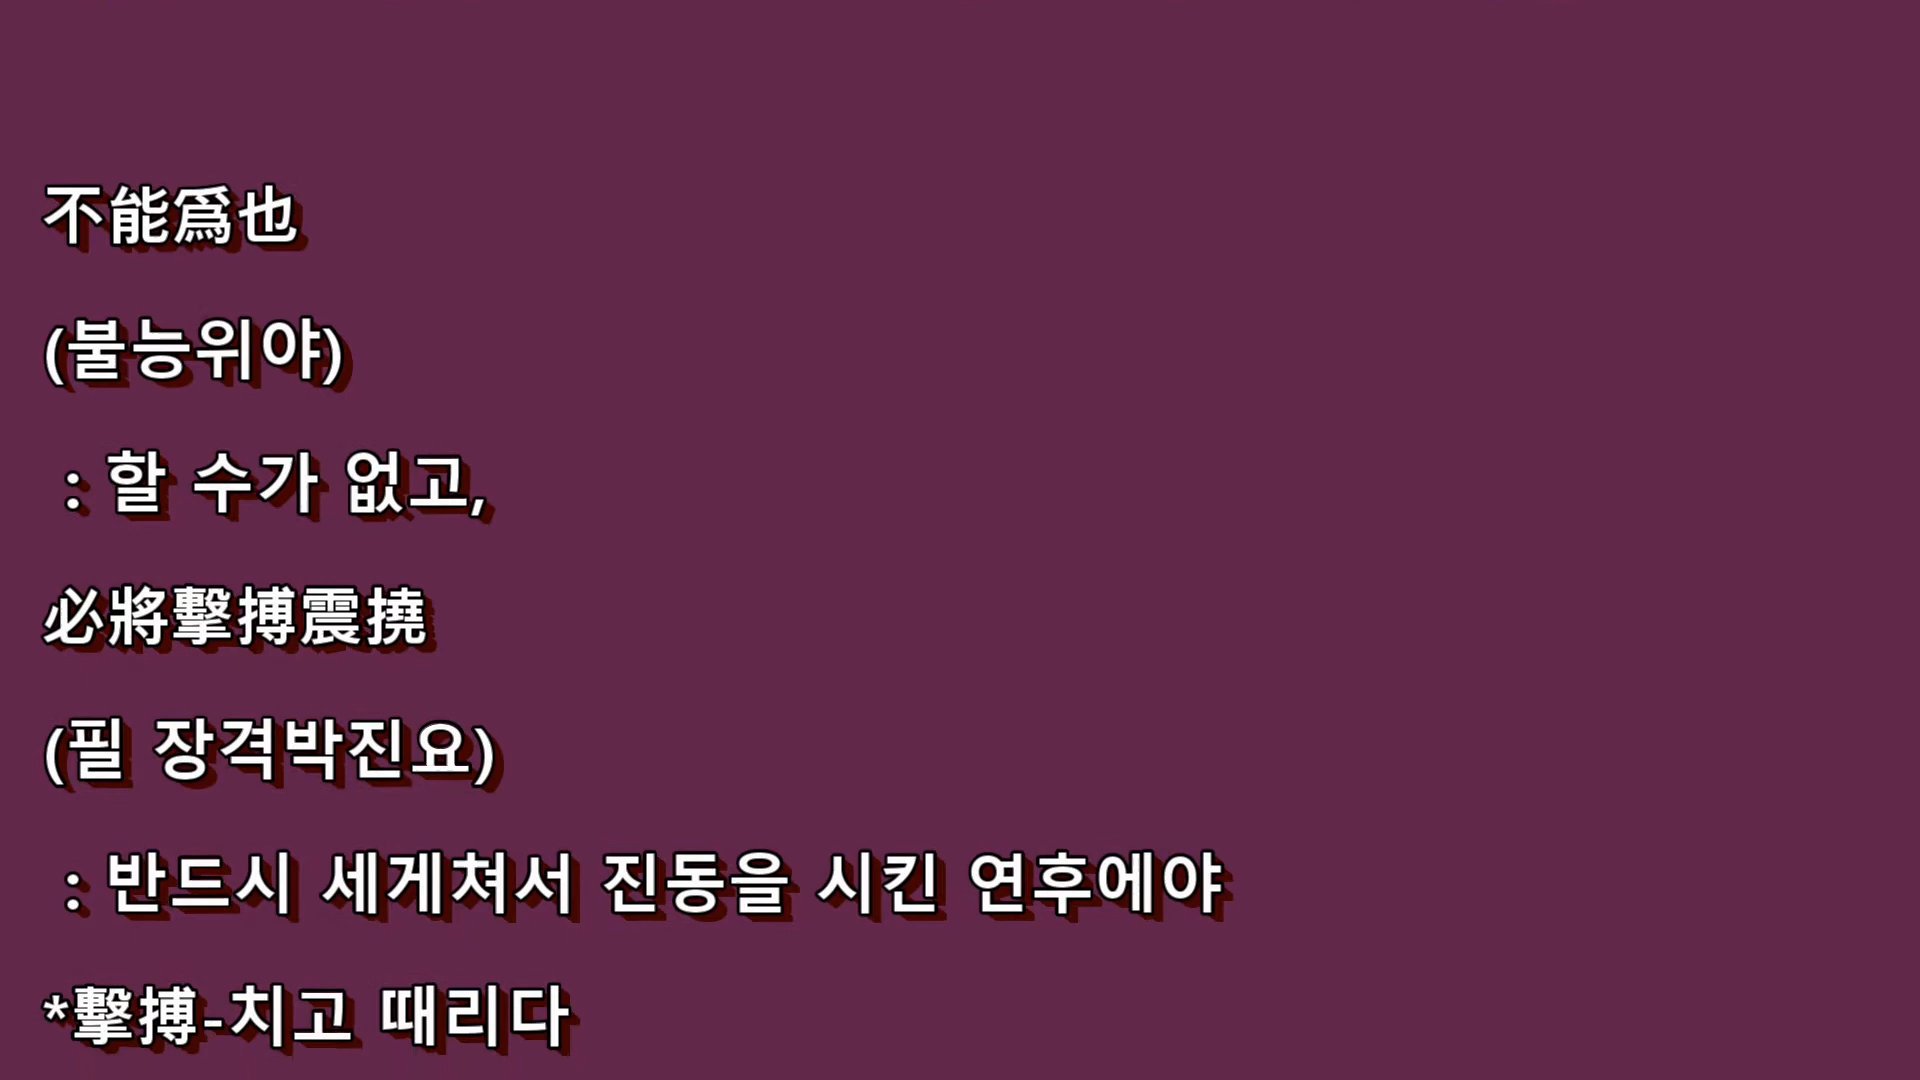 不能爲也
(불능위야)
: 할 수가 없고,
必將擊搏震撓
(필 장격박진요)
: 반드시 세게쳐서 진동을 시킨 연후에야
*擊搏-치고 때리다